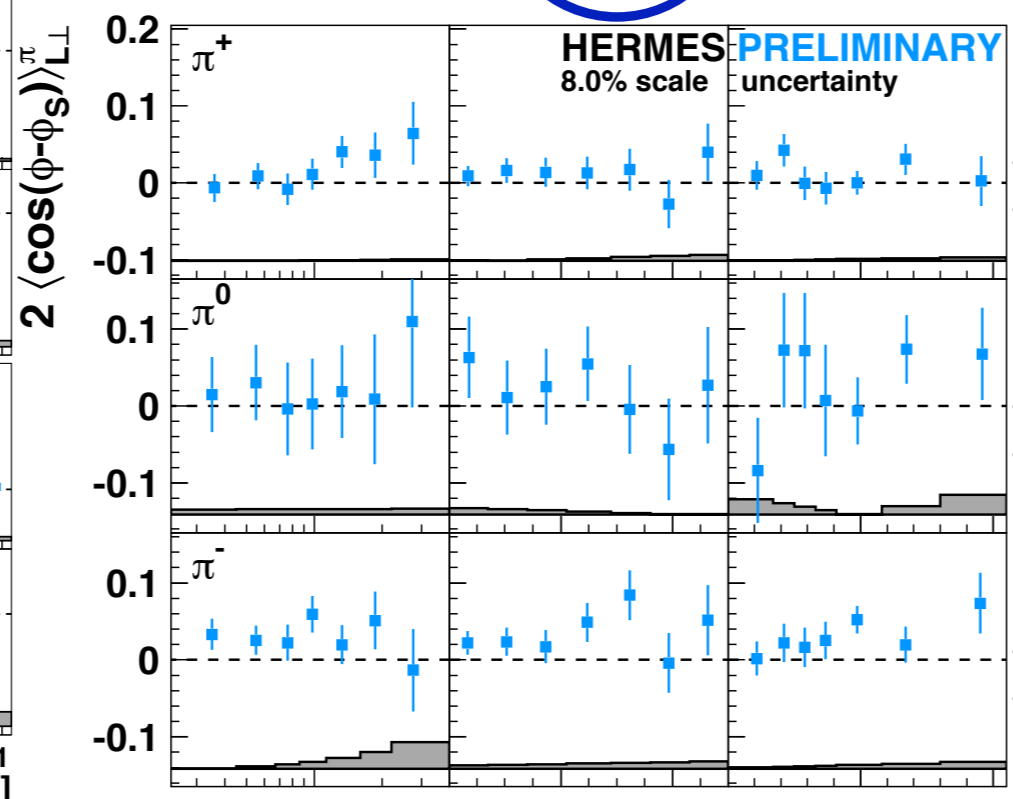 2 ⟨cos(ϕ-ϕS)⟩πL⊥
HERMES PRELIMINARY
8.0% scale uncertainty
π+
0.2
0.1
0
-0.1
π0
0.1
0
-0.1
π-
0.1
0
-0.1